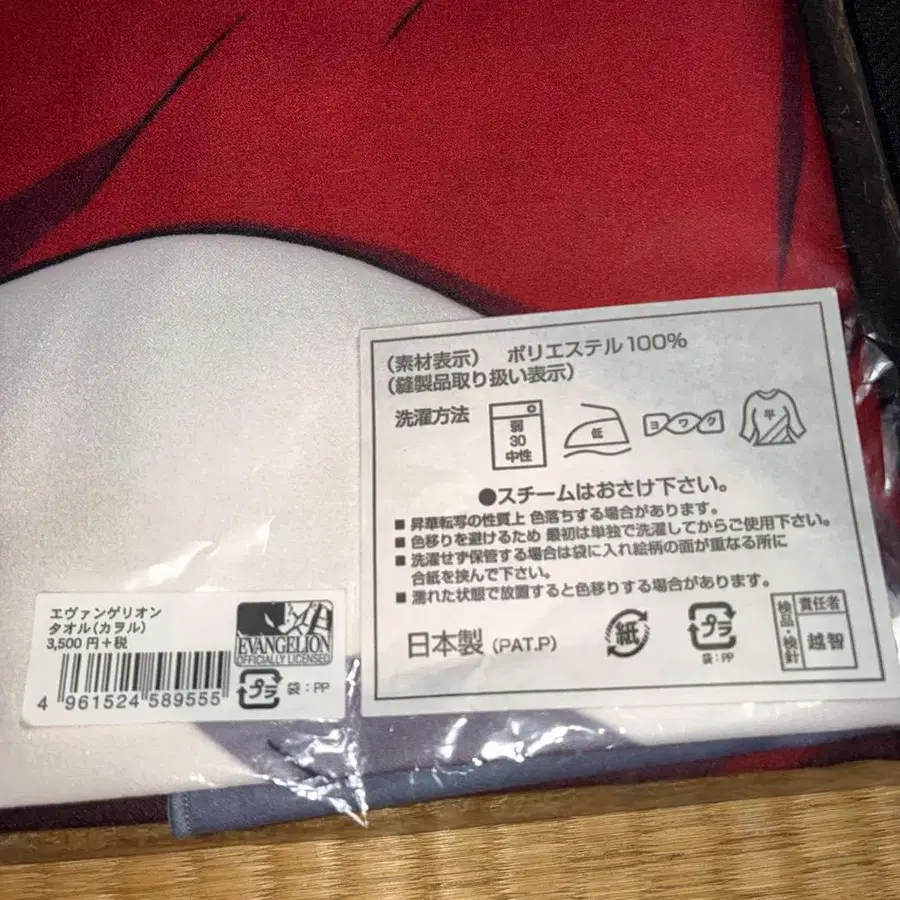 (素材表示) ポリエステル100%
(縫製品取り扱い表示)
洗濯方法
弱
30
中性
低
ヨワク
平
●スチームはおさけ下さい。
■ 昇華転写の性質上 色落ちする場合があります。
■ 色移りを避けるため 最初は単独で洗濯してからご使用下さい。
■ 洗濯せず保管する場合は袋に入れ絵柄の面が重なる所に
合紙を挟んで下さい。
■ 濡れた状態で放置すると色移りする場合があります。
日本製 (PAT.P)
紙
プラ
袋:PP
検品・検針
責任者
越智
エヴァンゲリオン
タオル(カヲル)
3,500 円+税
EVANGELION
OFFICIALLY LICENSED
4 961524 589555
プラ
袋:PP